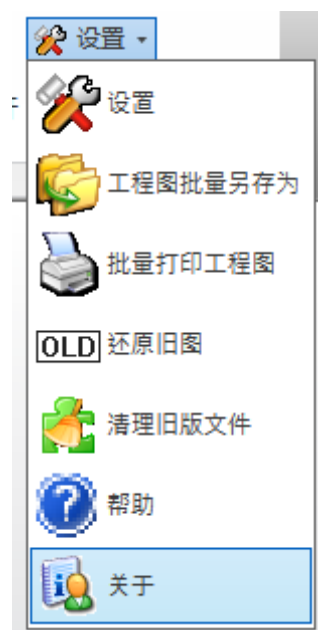 设置
设置
工程图批量另存为
批量打印工程图
OLD 还原旧图
清理旧版文件
帮助
关于